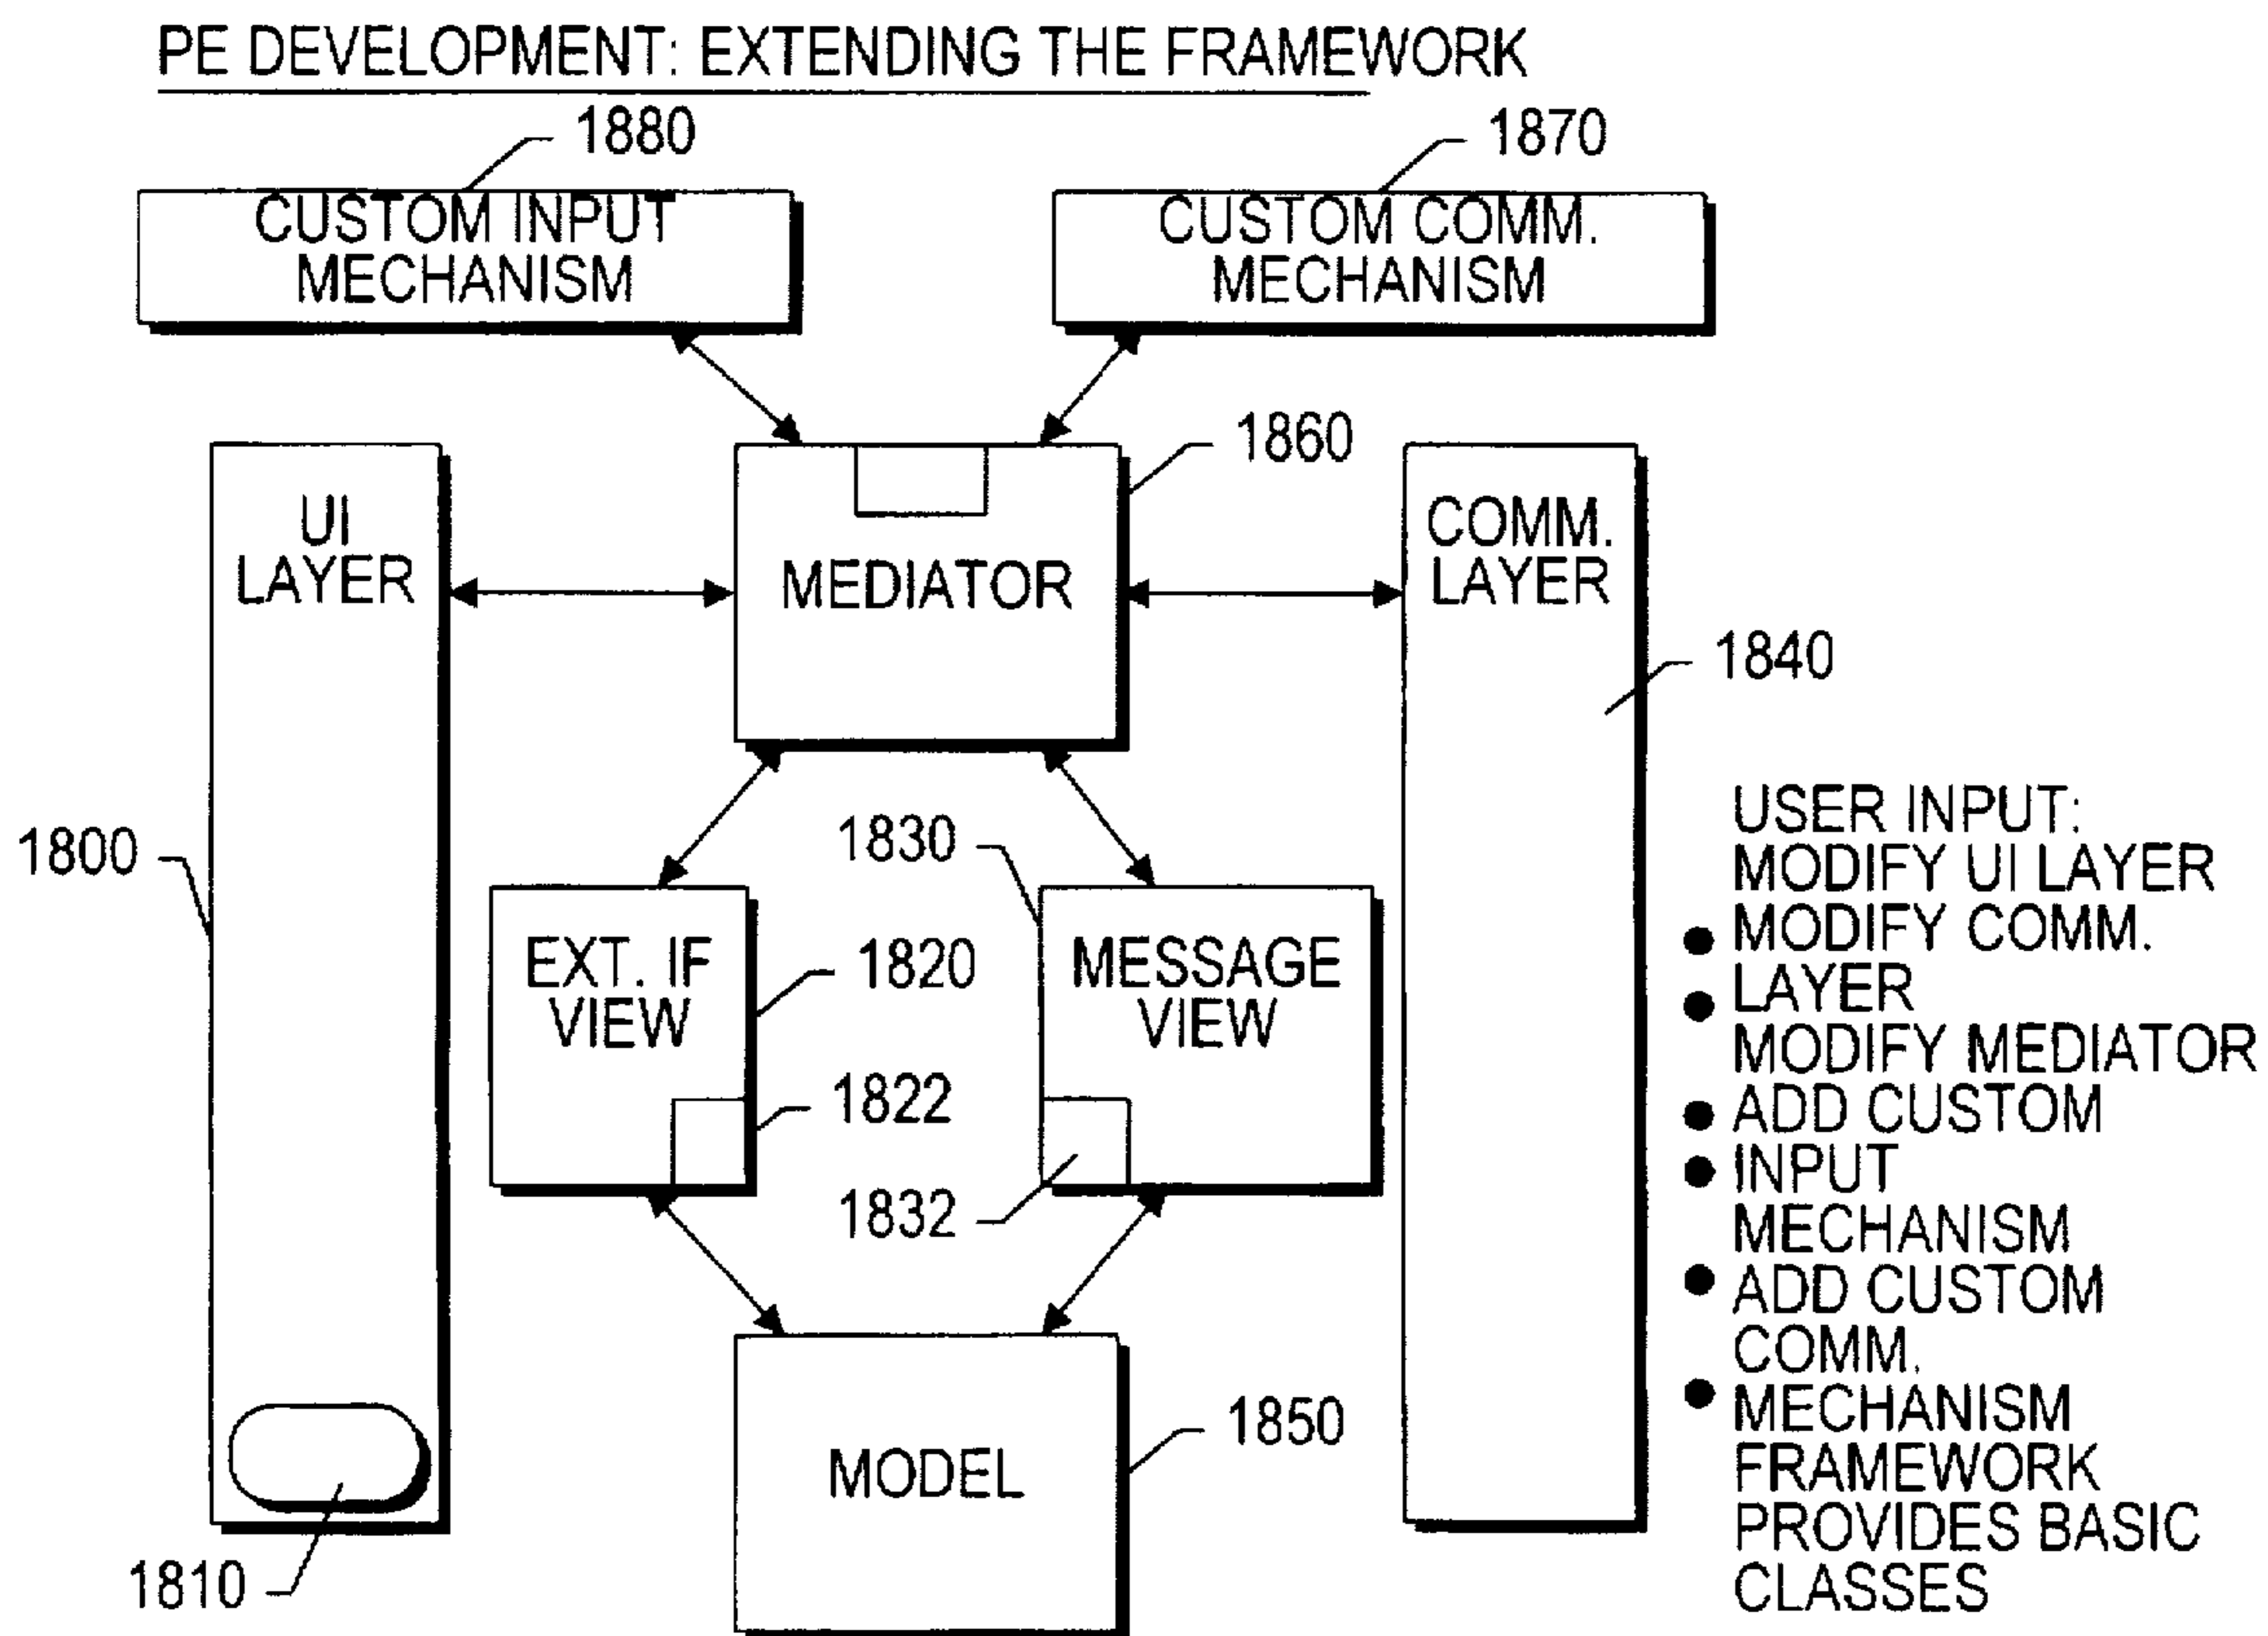 PE DEVELOPMENT: EXTENDING THE FRAMEWORK
1880
1870
CUSTOM INPUT
MECHANISM
CUSTOM COMM.
MECHANISM
1860
UI
LAYER
MEDIATOR
COMM.
LAYER
1840
1800
1830
EXT. IF
VIEW
1820
MESSAGE
VIEW
1822
1832
MODEL
1850
1810
USER INPUT:
MODIFY UI LAYER
● MODIFY COMM.
● LAYER
MODIFY MEDIATOR
● ADD CUSTOM
● INPUT
MECHANISM
● ADD CUSTOM
COMM.
● MECHANISM
FRAMEWORK
PROVIDES BASIC
CLASSES